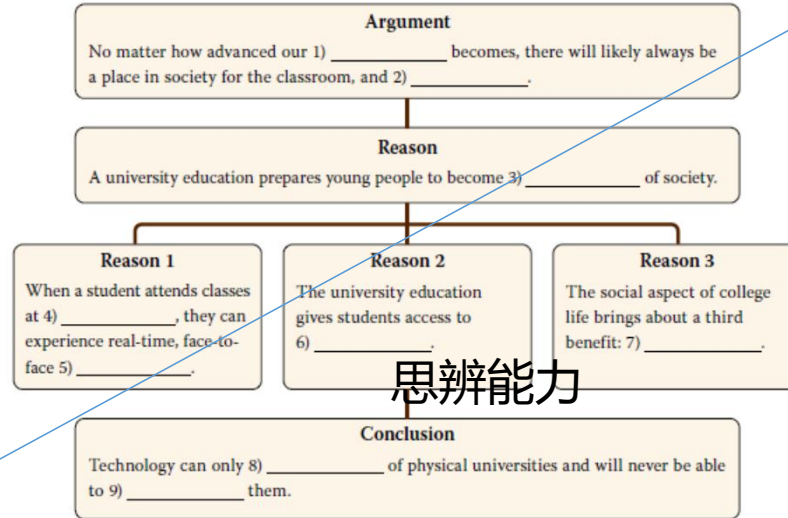 Argument
No matter how advanced our 1) ____________ becomes, there will likely always be
a place in society for the classroom, and 2) ____________.
Reason
A university education prepares young people to become 3) ____________ of society.
Reason 1
When a student attends classes
at 4) ____________, they can
experience real-time, face-to-
face 5) ____________.
Reason 2
The university education
gives students access to
6) ____________.
Reason 3
The social aspect of college
life brings about a third
benefit: 7) ____________.
思辨能力
Conclusion
Technology can only 8) ____________ of physical universities and will never be able
to 9) ____________ them.